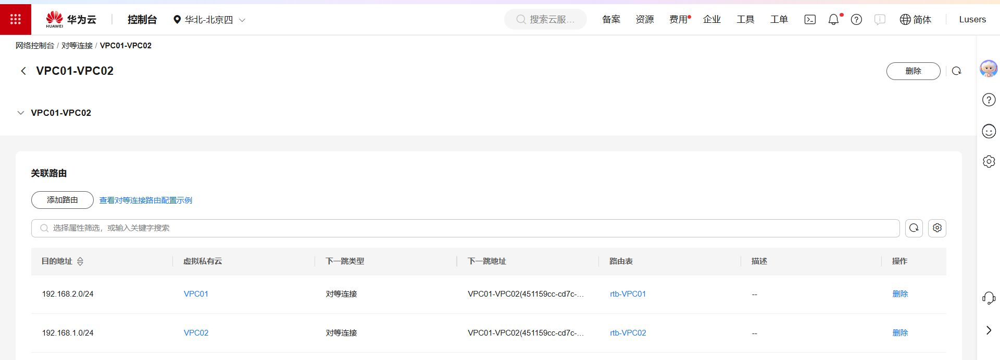 HUAWEI 华为云 控制台 华北-北京四 搜索云服... 备案 资源 费用 企业 工具 工单 简体 Lusers
网络控制台 / 对等连接 / VPC01-VPC02
VPC01-VPC02 删除
VPC01-VPC02
关联路由
添加路由 查看对等连接路由配置示例
选择属性筛选，或输入关键字搜索
目的地址 虚拟私有云 下一跳类型 下一跳地址 路由表 描述 操作
192.168.2.0/24 VPC01 对等连接 VPC01-VPC02(451159cc-cd7c-... rtb-VPC01 -- 删除
192.168.1.0/24 VPC02 对等连接 VPC01-VPC02(451159cc-cd7c-... rtb-VPC02 -- 删除